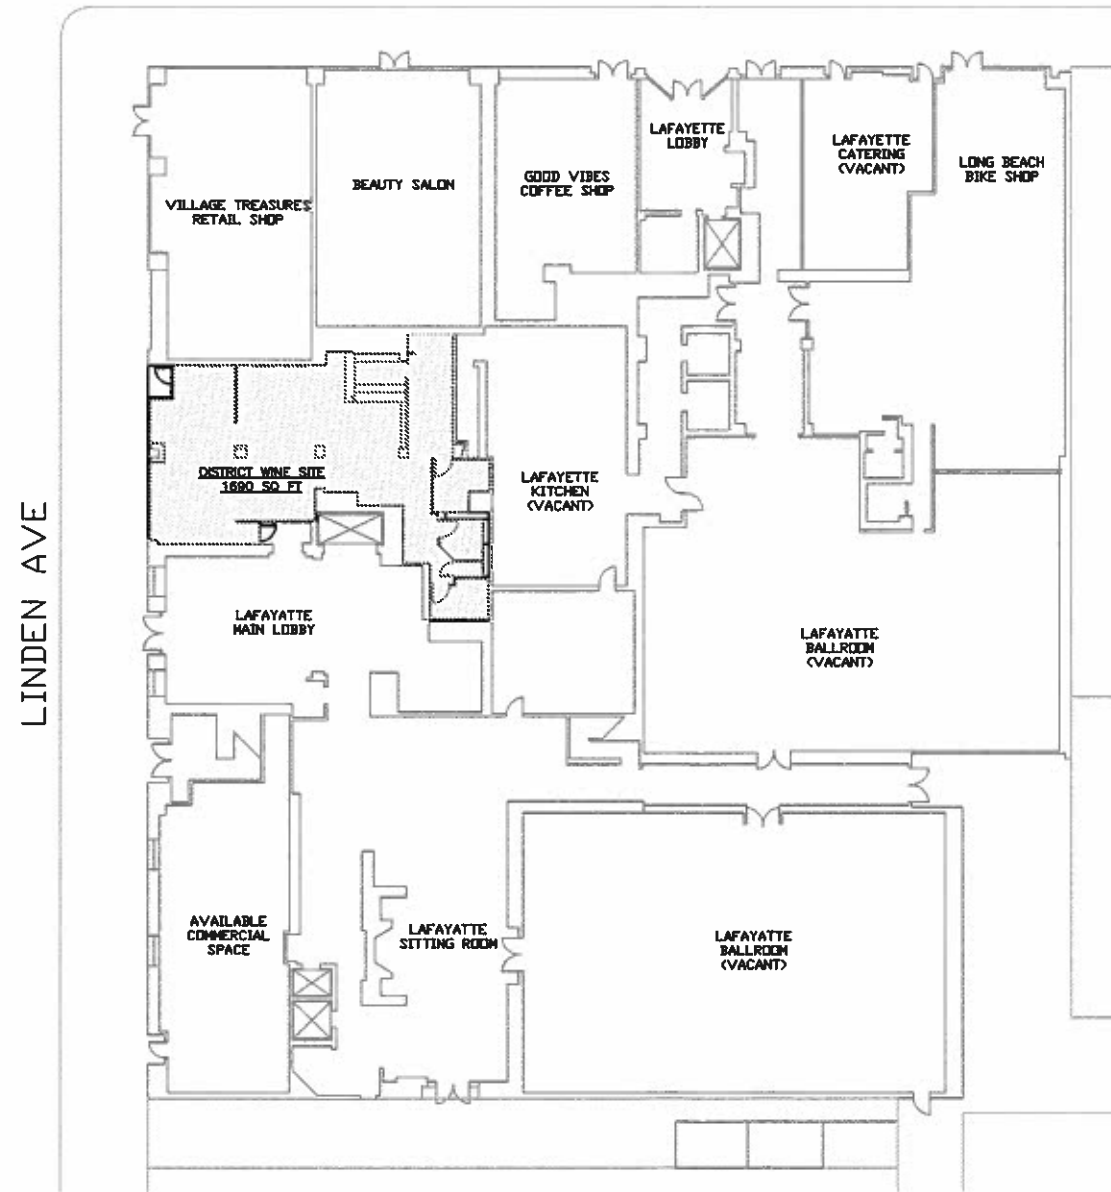 LAFAYETTE
LOBBY
LAFAYETTE
CATERING
(VACANT)
LONG BEACH
BIKE SHOP
BEAUTY SALON
GOOD VIBES
COFFEE SHOP
VILLAGE TREASURES
RETAIL SHOP
DISTRICT WINE SITE
1690 SQ FT
LAFAYETTE
KITCHEN
(VACANT)
LINDEN AVE
LAFAYATTE
MAIN LOBBY
LAFAYATTE
BALLROOM
(VACANT)
AVAILABLE
COMMERCIAL
SPACE
LAFAYATTE
SITTING ROOM
LAFAYATTE
BALLROOM
(VACANT)